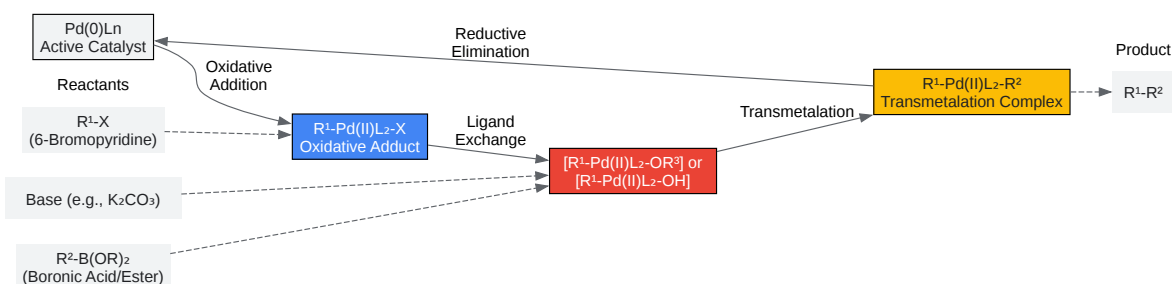 Pd(0)Ln
Active Catalyst
Reductive
Elimination
Product
Oxidative
Addition
Reactants
R¹-X
(6-Bromopyridine)
R¹-Pd(II)L₂-X
Oxidative Adduct
Ligand
Exchange
Transmetalation
R¹-Pd(II)L₂-R²
Transmetalation Complex
R¹-R²
[R¹-Pd(II)L₂-OR³] or
[R¹-Pd(II)L₂-OH]
Base (e.g., K₂CO₃)
R²-B(OR)₂
(Boronic Acid/Ester)